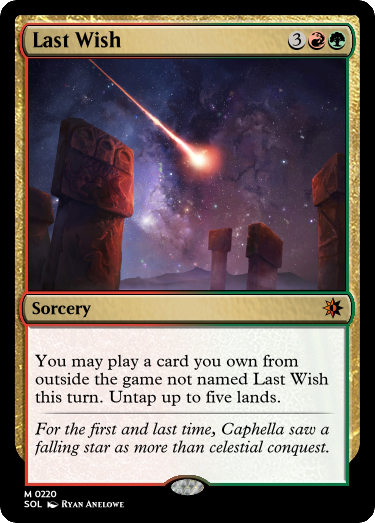 Last Wish 3
Sorcery
You may play a card you own from
outside the game not named Last Wish
this turn. Untap up to five lands.
For the first and last time, Caphella saw a
falling star as more than celestial conquest.
M 0220
SOL Ryan Anelowe